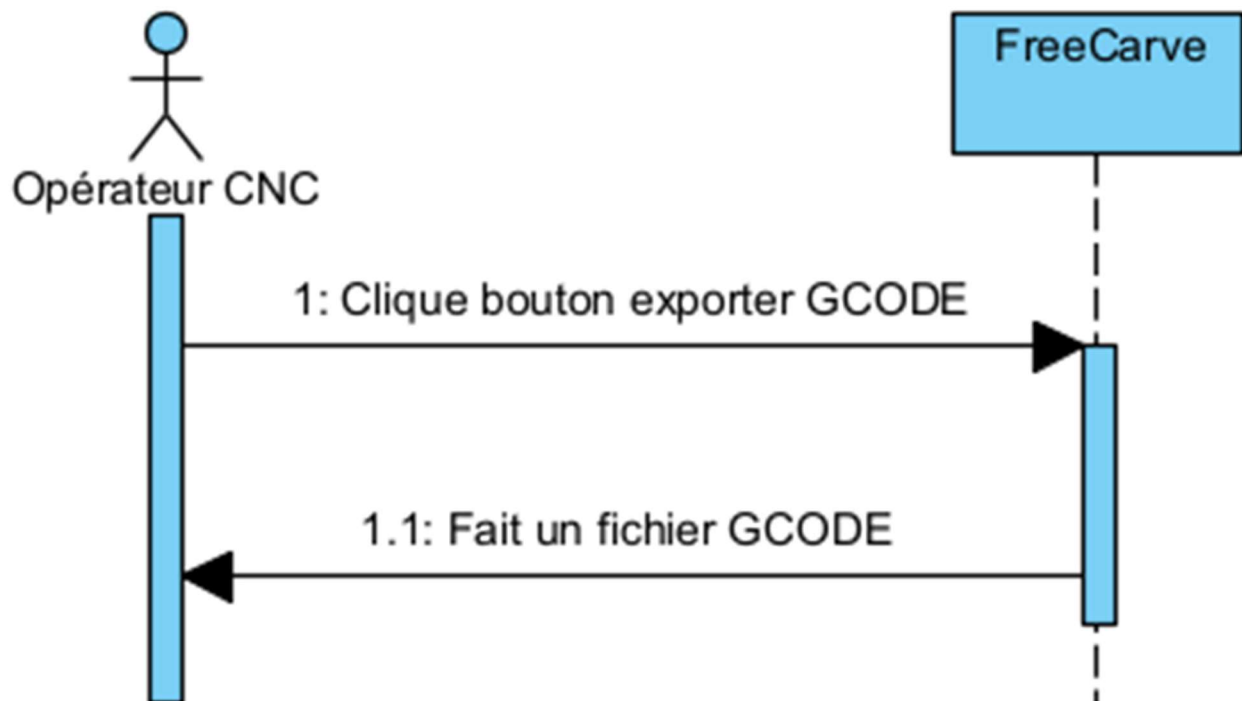 FreeCarve
Opérateur CNC
1: Clique bouton exporter GCODE
1.1: Fait un fichier GCODE